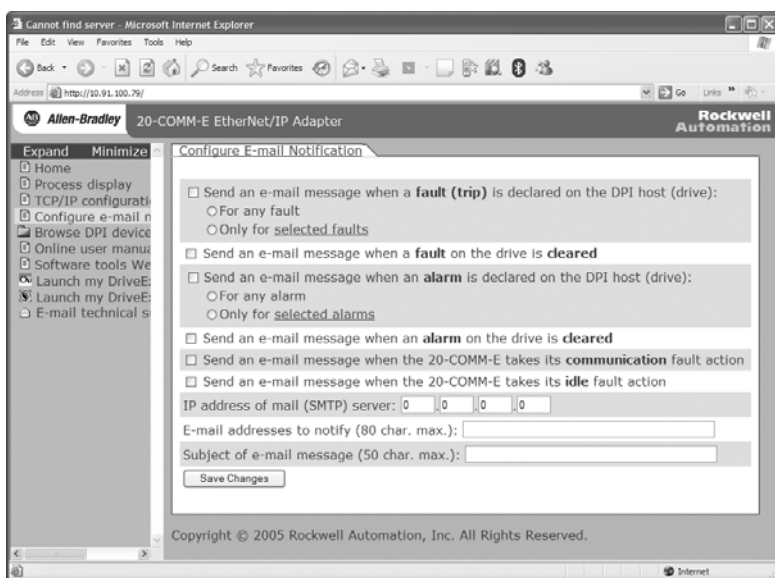 Cannot find server - Microsoft Internet Explorer
File Edit View Favorites Tools Help
Back Search Favorites
Address http://10.91.100.79/ Go Links »
AB Allen-Bradley 20-COMM-E EtherNet/IP Adapter Rockwell Automation
Expand Minimize
Home
Process display
TCP/IP configurati
Configure e-mail n
Browse DPI device
Online user manua
Software tools We
Launch my DriveE
Launch my DriveE
E-mail technical s
Configure E-mail Notification
Send an e-mail message when a fault (trip) is declared on the DPI host (drive):
For any fault
Only for selected faults
Send an e-mail message when a fault on the drive is cleared
Send an e-mail message when an alarm is declared on the DPI host (drive):
For any alarm
Only for selected alarms
Send an e-mail message when an alarm on the drive is cleared
Send an e-mail message when the 20-COMM-E takes its communication fault action
Send an e-mail message when the 20-COMM-E takes its idle fault action
IP address of mail (SMTP) server: 0 .0 .0 .0
E-mail addresses to notify (80 char. max.):
Subject of e-mail message (50 char. max.):
Save Changes
Copyright © 2005 Rockwell Automation, Inc. All Rights Reserved.
Internet